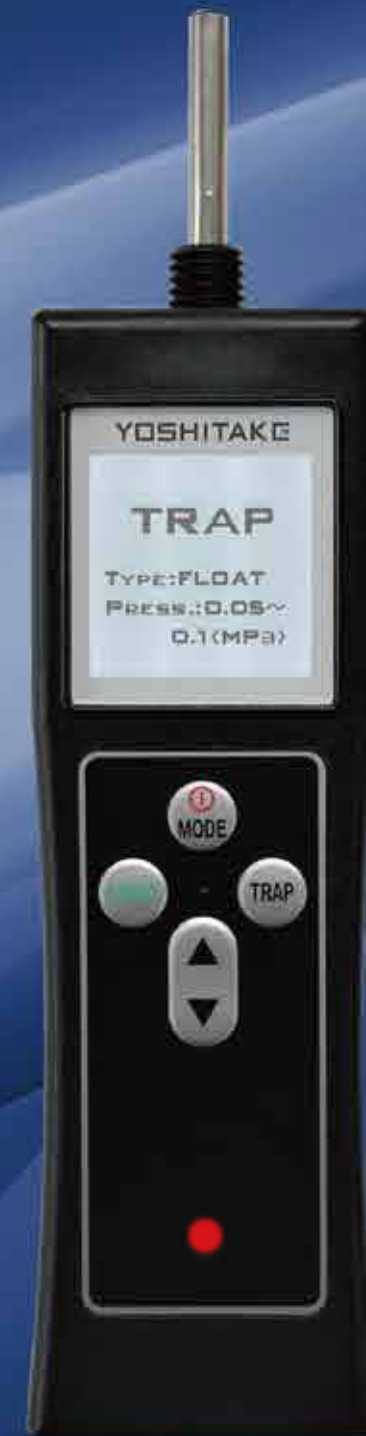 YOSHITAKE
TRAP
TYPE:FLOAT
PRESS.:0.05~
0.1(MPa)
MODE
TRAP